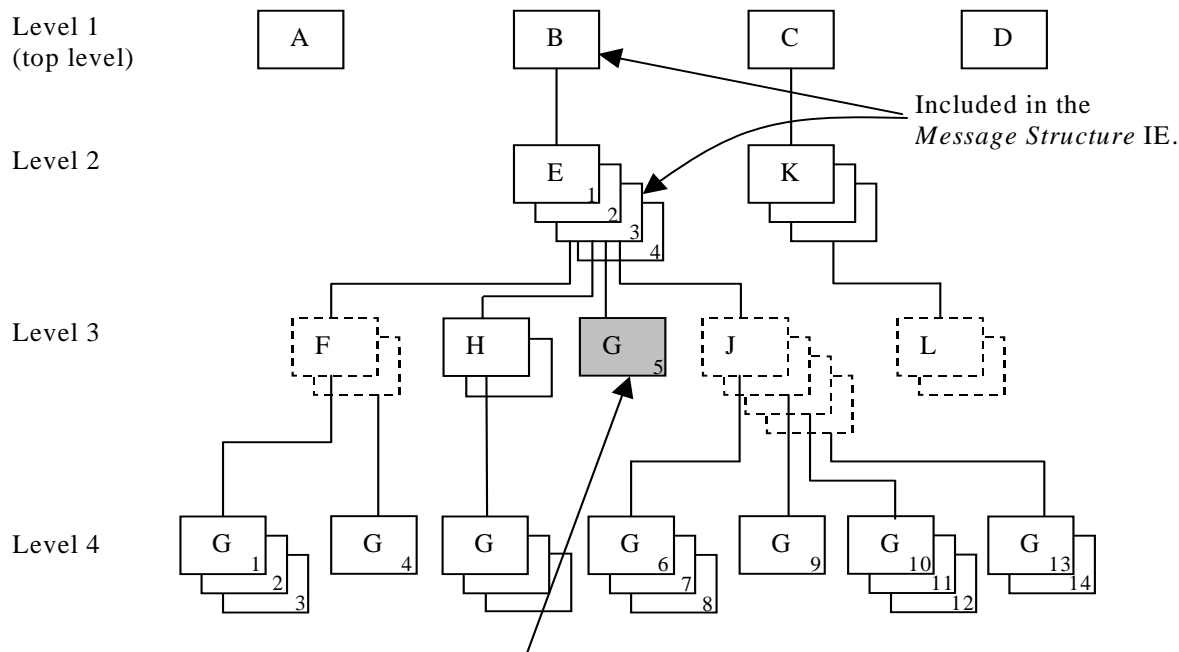 Level 1
(top level)
A
B
C
D
Included in the
Message Structure IE.
Level 2
E
1
2
3
4
K
Level 3
F
H
G
5
J
L
Level 4
G
1
2
3
G
4
G
G
6
7
8
G
9
G
10
11
12
G
13
14